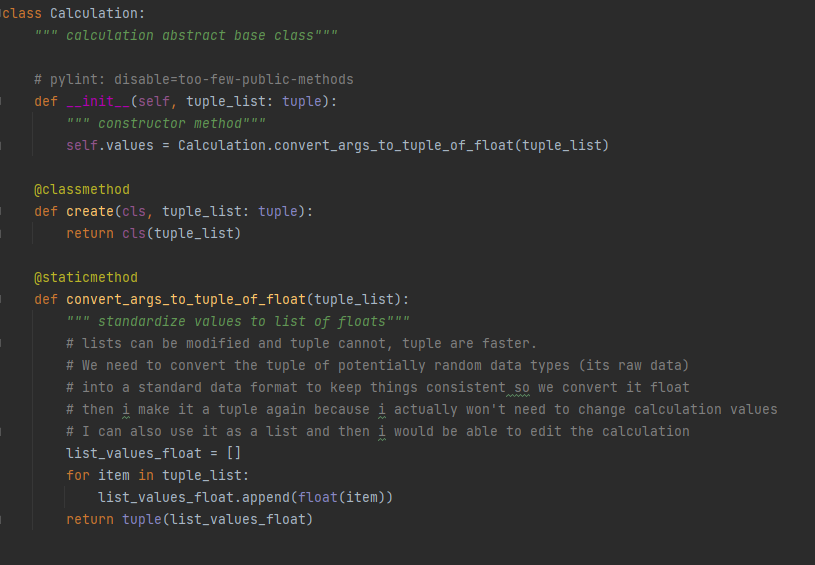 class Calculation:
    """ calculation abstract base class"""

    # pylint: disable=too-few-public-methods
    def __init__(self, tuple_list: tuple):
        """ constructor method"""
        self.values = Calculation.convert_args_to_tuple_of_float(tuple_list)

    @classmethod
    def create(cls, tuple_list: tuple):
        return cls(tuple_list)

    @staticmethod
    def convert_args_to_tuple_of_float(tuple_list):
        """ standardize values to list of floats"""
        # lists can be modified and tuple cannot, tuple are faster.
        # We need to convert the tuple of potentially random data types (its raw data)
        # into a standard data format to keep things consistent so we convert it float
        # then i make it a tuple again because i actually won't need to change calculation values
        # I can also use it as a list and then i would be able to edit the calculation
        list_values_float = []
        for item in tuple_list:
            list_values_float.append(float(item))
        return tuple(list_values_float)